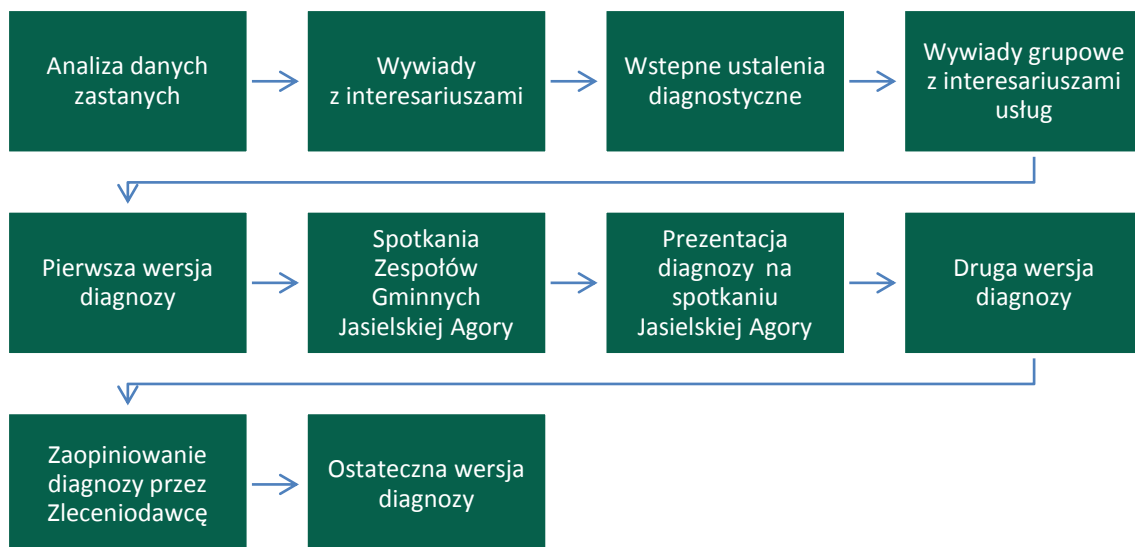 Analiza danych
zastanych
Wywiady
z interesariuszami
Wstepne ustalenia
diagnostyczne
Wywiady grupowe
z interesariuszami
usług
Pierwsza wersja
diagnozy
Spotkania
Zespołów
Gminnych
Jasielskiej Agory
Prezentacja
diagnozy na
spotkaniu
Jasielskiej Agory
Druga wersja
diagnozy
Zaopiniowanie
diagnozy przez
Zleceniodawcę
Ostateczna wersja
diagnozy